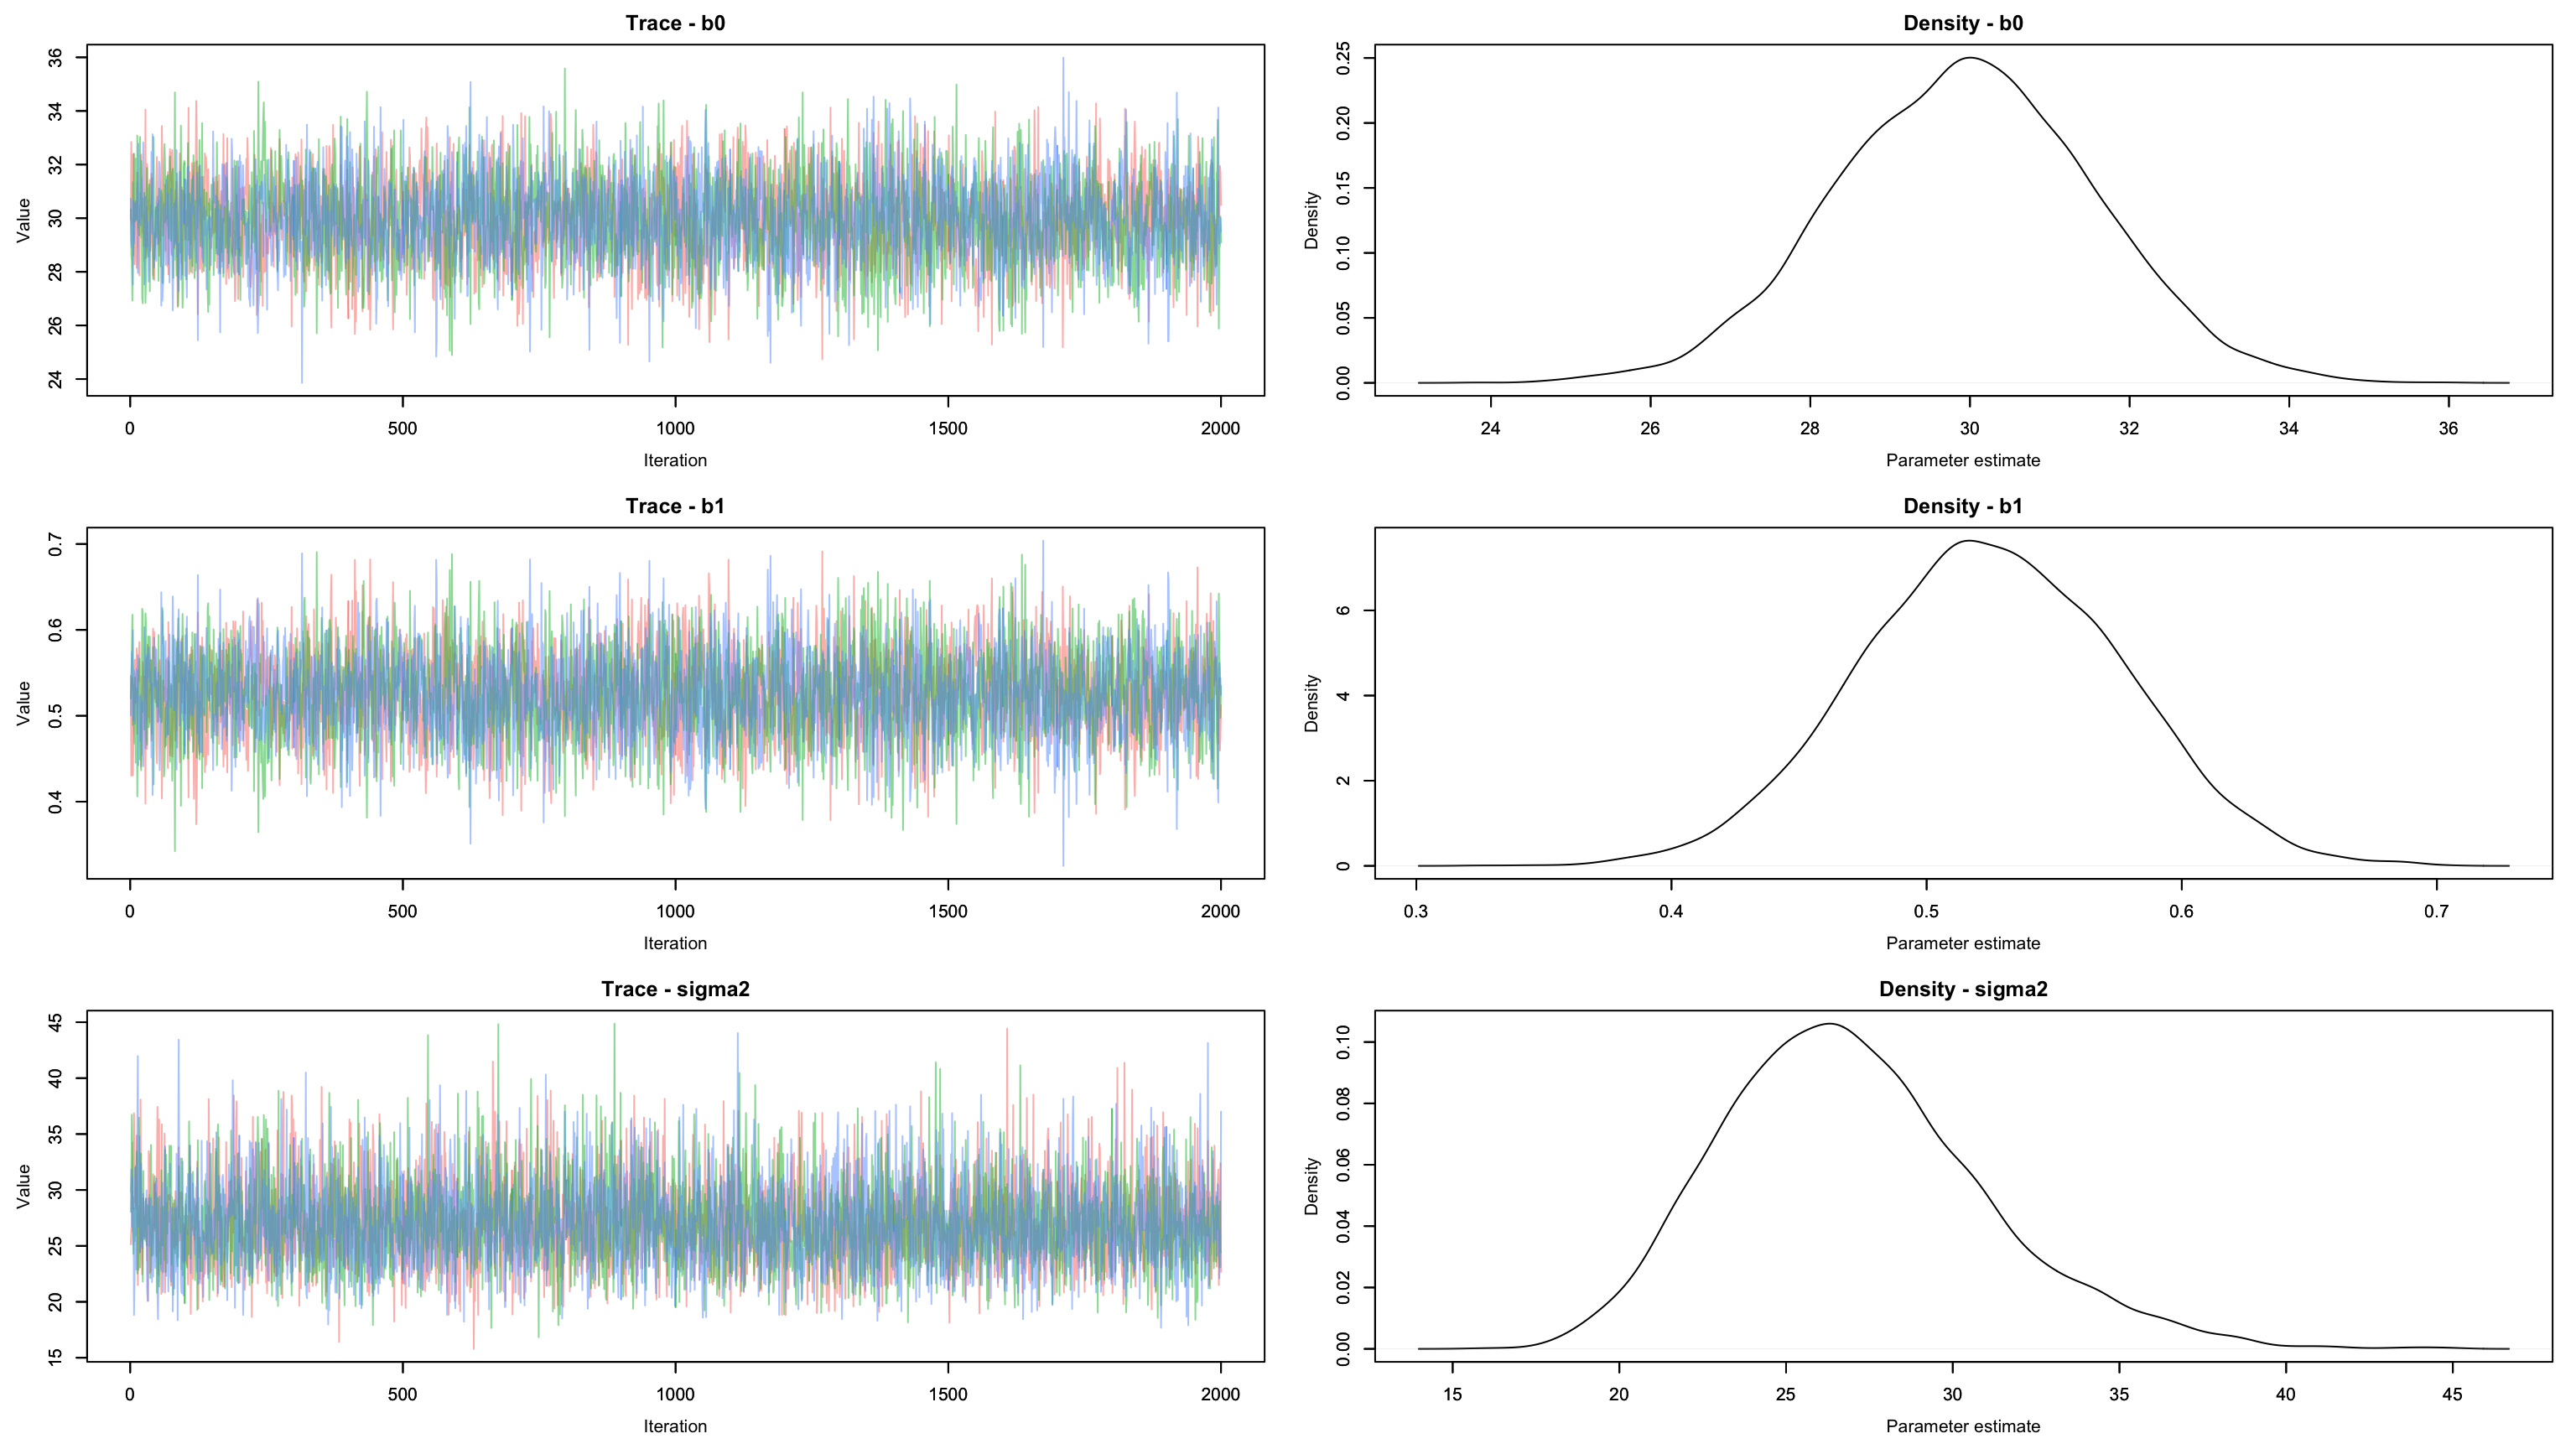 Trace - b0
Value
36
34
32
30
28
26
24
0 500 1000 1500 2000
Iteration
Density - b0
Density
0.25
0.20
0.15
0.10
0.05
0.00
24 26 28 30 32 34 36
Parameter estimate
Trace - b1
Value
0.7
0.6
0.5
0.4
0 500 1000 1500 2000
Iteration
Density - b1
Density
6
4
2
0
0.3 0.4 0.5 0.6 0.7
Parameter estimate
Trace - sigma2
Value
45
40
35
30
25
20
15
0 500 1000 1500 2000
Iteration
Density - sigma2
Density
0.10
0.08
0.06
0.04
0.02
0.00
15 20 25 30 35 40 45
Parameter estimate